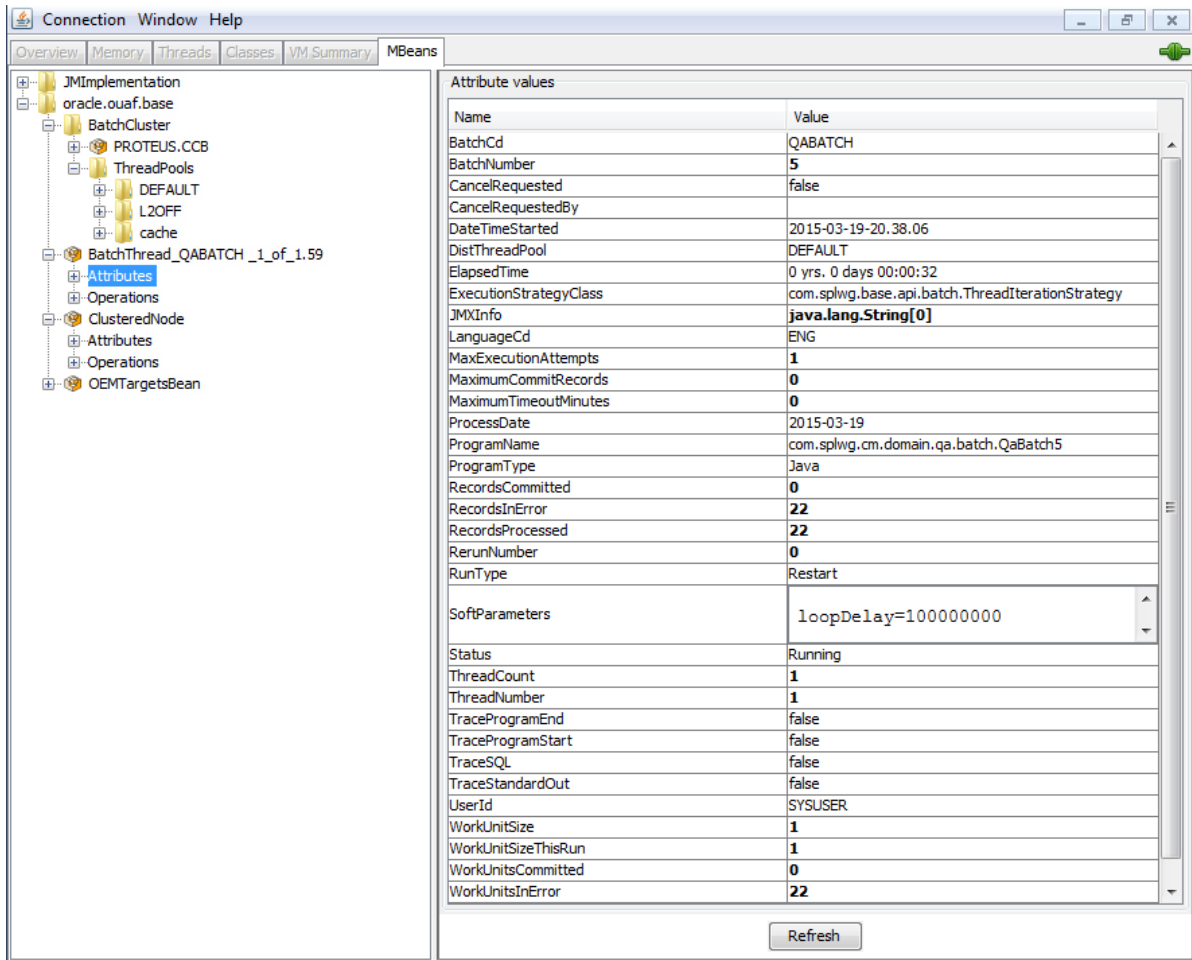 Connection Window Help
Overview Memory Threads Classes VM Summary MBeans
JMImplementation
oracle.ouaf.base
BatchCluster
PROTEUS.CCB
ThreadPools
DEFAULT
L2OFF
cache
BatchThread_QABATCH _1_of_1.59
Attributes
Operations
ClusteredNode
Attributes
Operations
OEMTargetsBean
Attribute values
Name Value
BatchCd QABATCH
BatchNumber 5
CancelRequested false
CancelRequestedBy
DateTimeStarted 2015-03-19-20.38.06
DistThreadPool DEFAULT
ElapsedTime 0 yrs. 0 days 00:00:32
ExecutionStrategyClass com.splwg.base.api.batch.ThreadIterationStrategy
JMXInfo java.lang.String[0]
LanguageCd ENG
MaxExecutionAttempts 1
MaximumCommitRecords 0
MaximumTimeoutMinutes 0
ProcessDate 2015-03-19
ProgramName com.splwg.cm.domain.qa.batch.QaBatch5
ProgramType Java
RecordsCommitted 0
RecordsInError 22
RecordsProcessed 22
RerunNumber 0
RunType Restart
SoftParameters loopDelay=100000000
Status Running
ThreadCount 1
ThreadNumber 1
TraceProgramEnd false
TraceProgramStart false
TraceSQL false
TraceStandardOut false
UserId SYSUSER
WorkUnitSize 1
WorkUnitSizeThisRun 1
WorkUnitsCommitted 0
WorkUnitsInError 22
Refresh